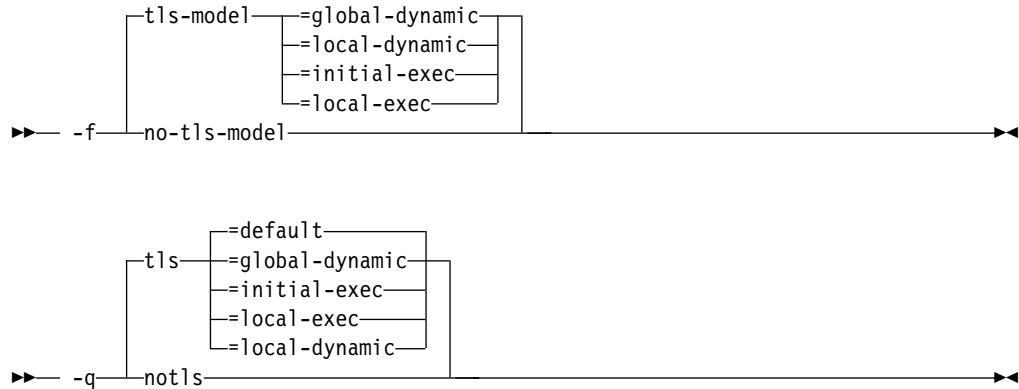 tls-model =global-dynamic
=local-dynamic
=initial-exec
=local-exec
-f no-tls-model
=default
tls =global-dynamic
=initial-exec
=local-exec
=local-dynamic
-q notls